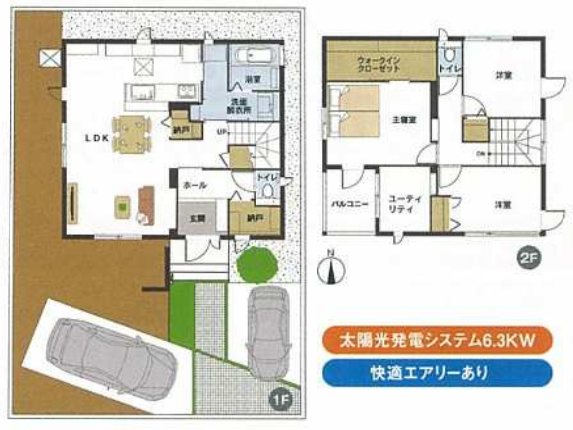 浴室
洗面
脱衣所
UP
納戸
LDK
ホール
トイレ
玄関
納戸
1F
ウォークイン
クローゼット
トイレ
洋室
主寝室
DN
バルコニー
ユーティ
リティ
洋室
N
2F
太陽光発電システム6.3KW
快適エアリーあり